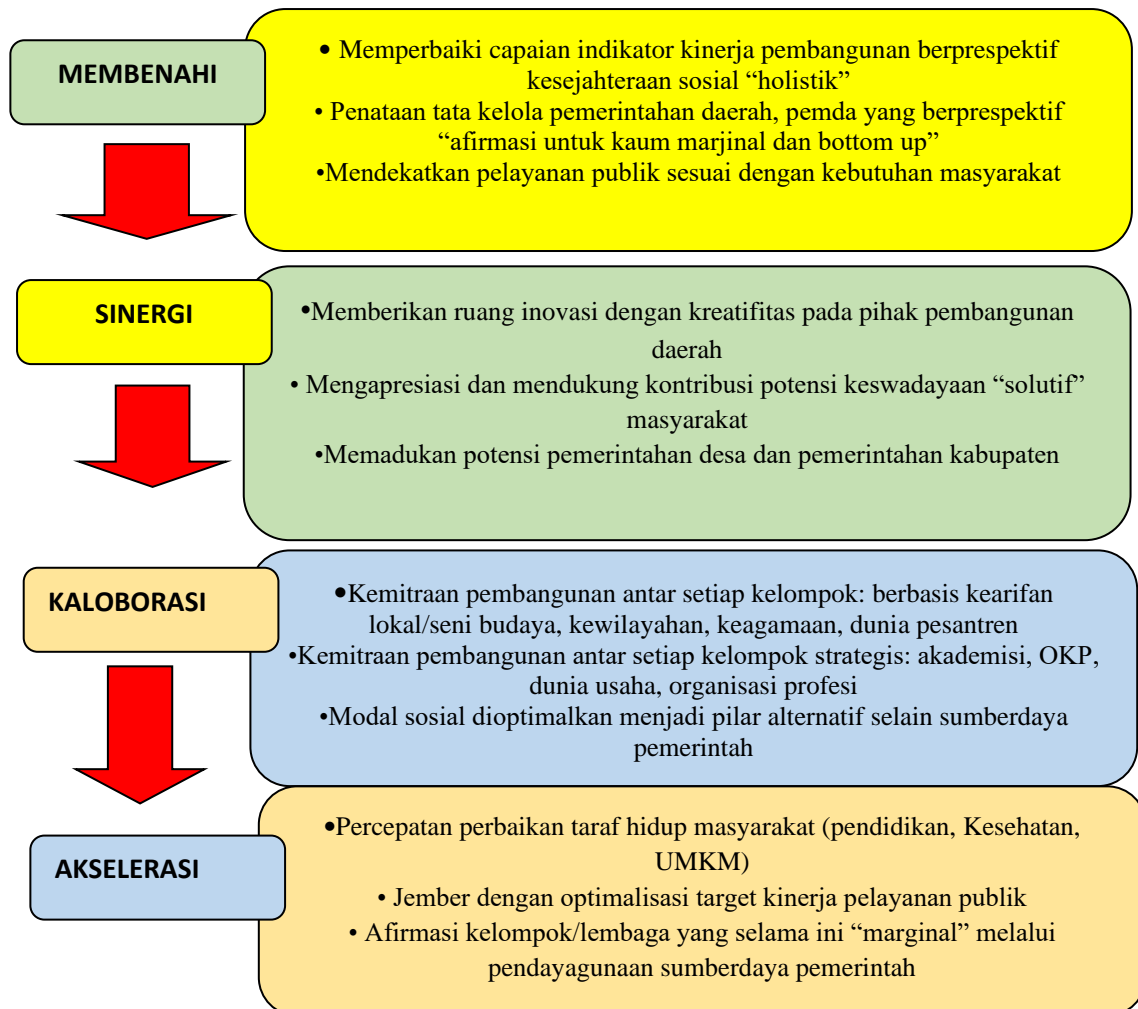 MEMBENAHI
• Memperbaiki capaian indikator kinerja pembangunan berprespektif
kesejahteraan sosial “holistik”
• Penataan tata kelola pemerintahan daerah, pemda yang berprespektif
“afirmasi untuk kaum marjinal dan bottom up”
•Mendekatkan pelayanan publik sesuai dengan kebutuhan masyarakat
SINERGI
•Memberikan ruang inovasi dengan kreatifitas pada pihak pembangunan
daerah
• Mengapresiasi dan mendukung kontribusi potensi keswadayaan “solutif”
masyarakat
•Memadukan potensi pemerintahan desa dan pemerintahan kabupaten
KALOBORASI
•Kemitraan pembangunan antar setiap kelompok: berbasis kearifan
lokal/seni budaya, kewilayahan, keagamaan, dunia pesantren
•Kemitraan pembangunan antar setiap kelompok strategis: akademisi, OKP,
dunia usaha, organisasi profesi
•Modal sosial dioptimalkan menjadi pilar alternatif selain sumberdaya
pemerintah
AKSELERASI
•Percepatan perbaikan taraf hidup masyarakat (pendidikan, Kesehatan,
UMKM)
• Jember dengan optimalisasi target kinerja pelayanan publik
• Afirmasi kelompok/lembaga yang selama ini “marginal” melalui
pendayagunaan sumberdaya pemerintah